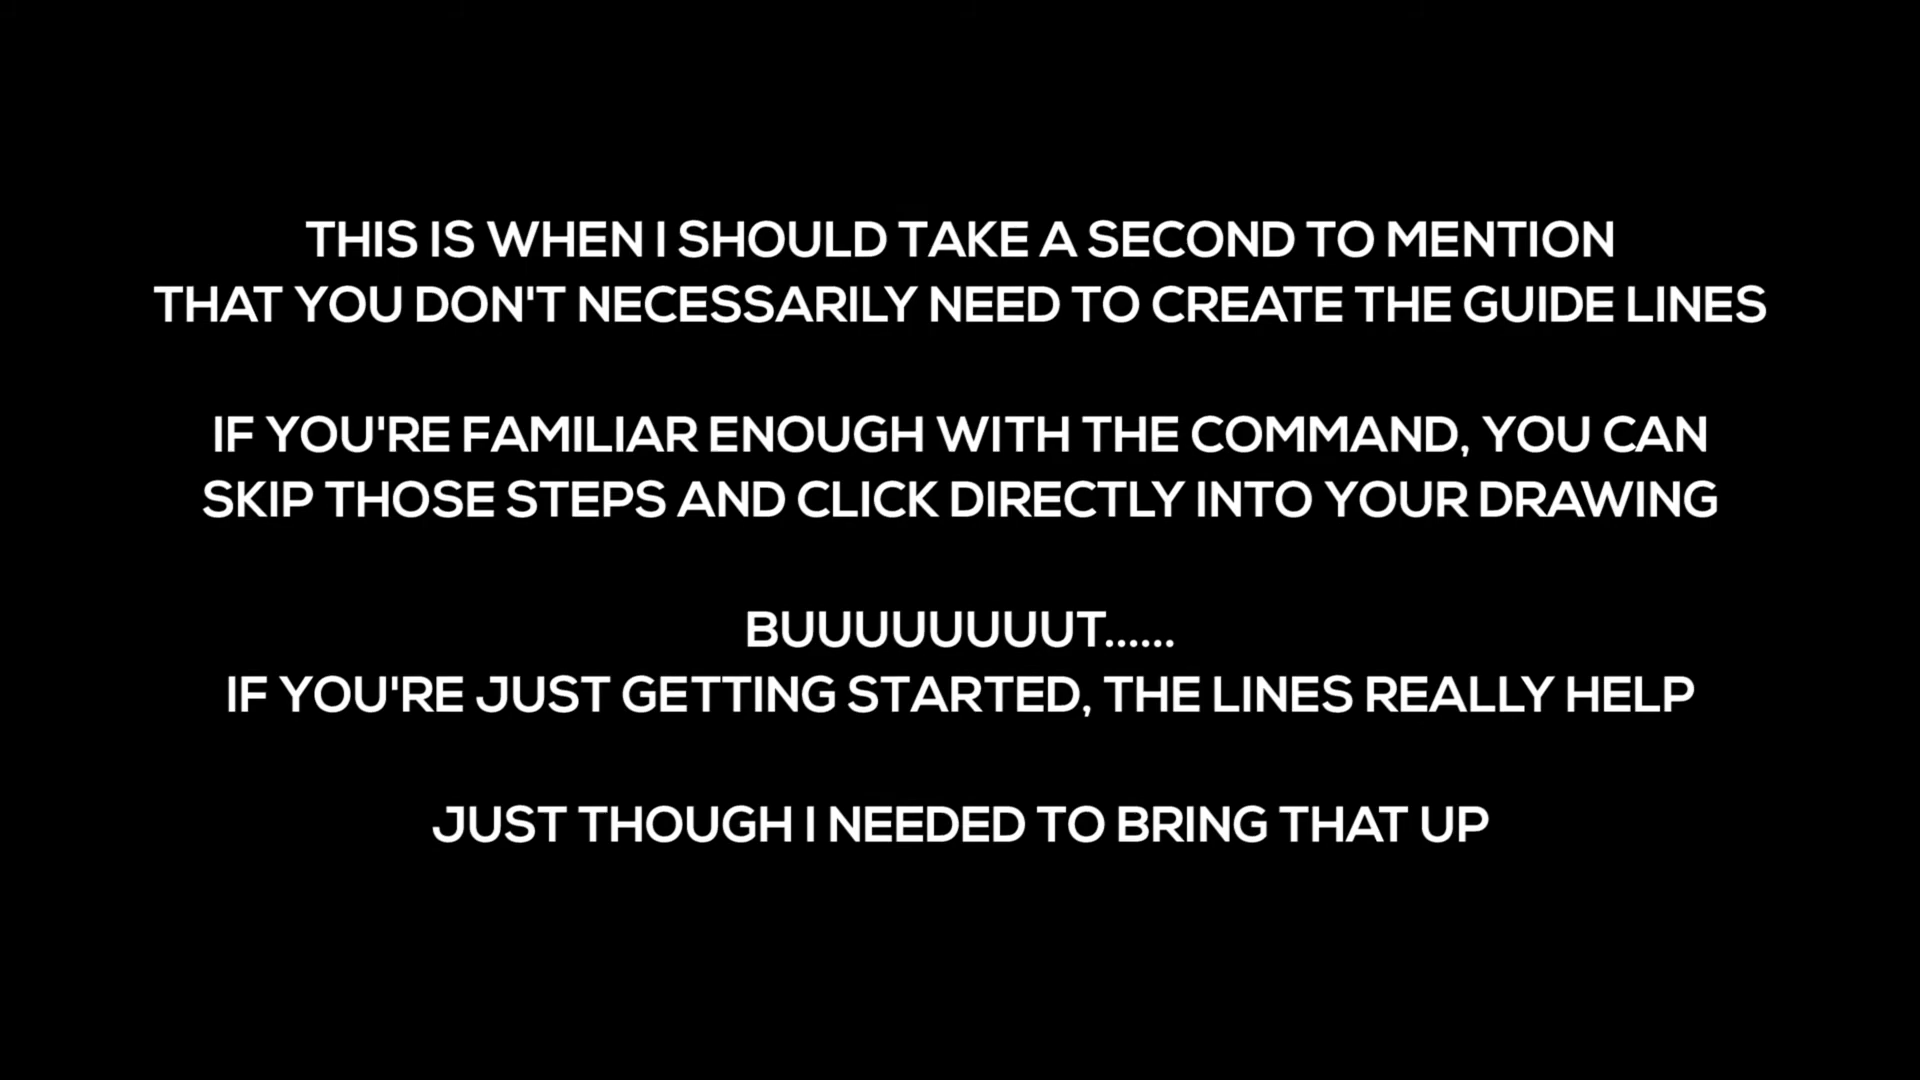 THIS IS WHEN I SHOULD TAKE A SECOND TO MENTION
THAT YOU DON'T NECESSARILY NEED TO CREATE THE GUIDE LINES
IF YOU'RE FAMILIAR ENOUGH WITH THE COMMAND, YOU CAN
SKIP THOSE STEPS AND CLICK DIRECTLY INTO YOUR DRAWING
BUUUUUUUUT......
IF YOU'RE JUST GETTING STARTED, THE LINES REALLY HELP
JUST THOUGH I NEEDED TO BRING THAT UP